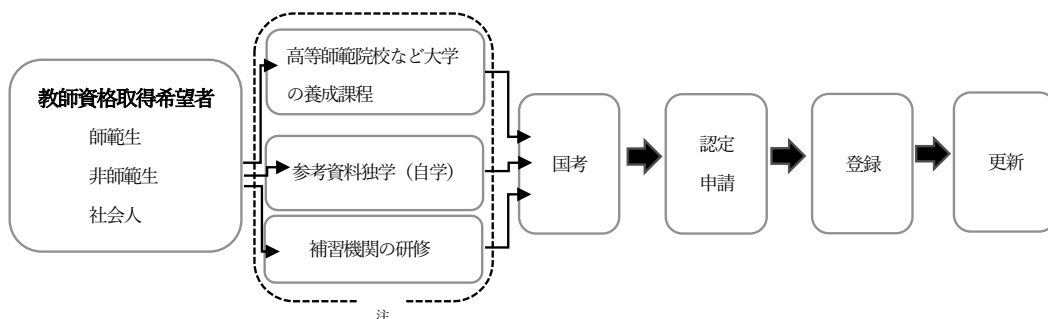 教師資格取得希望者
師範生
非師範生
社会人
高等師範院校など大学
の養成課程
参考資料独学（自学）
補習機関の研修
注
国考
認定
申請
登録
更新